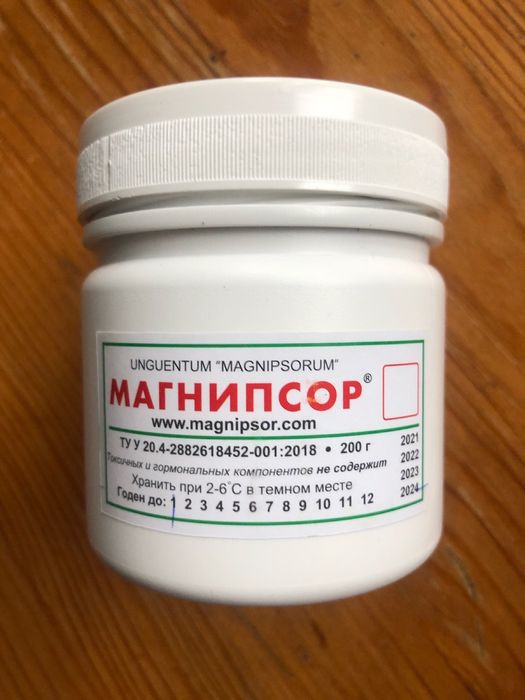 UNGUENTUM "MAGNIPSORUM"
МАГНИПСОР®
www.magnipsor.com
ТУ У 20.4-2882618452-001:2018 • 200 г
Токсичных и гормональных компонентов не содержит
Хранить при 2-6°С в темном месте
Годен до: 1 2 3 4 5 6 7 8 9 10 11 12
2021
2022
2023
2024